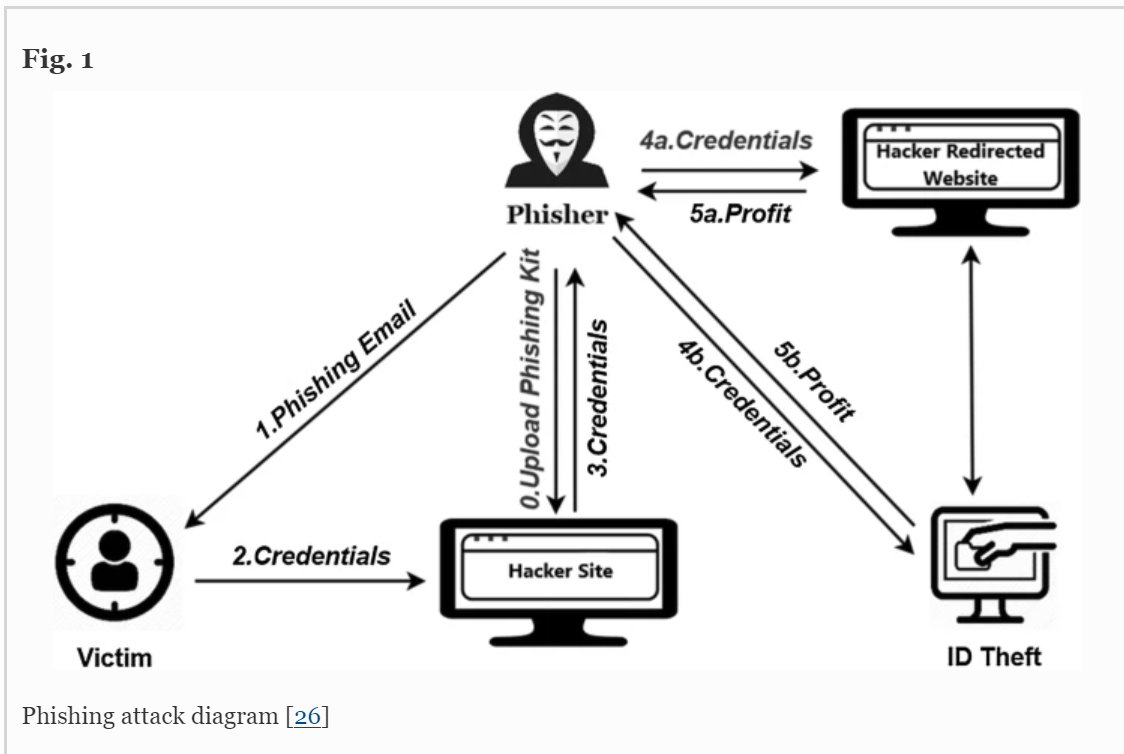 Fig. 1
4a.Credentials
Hacker Redirected
Website
5a.Profit
Phisher
0.Upload Phishing Kit
3.Credentials
1.Phishing Email
4b.Credentials
5b.Profit
2.Credentials
Hacker Site
Victim
ID Theft
Phishing attack diagram [26]